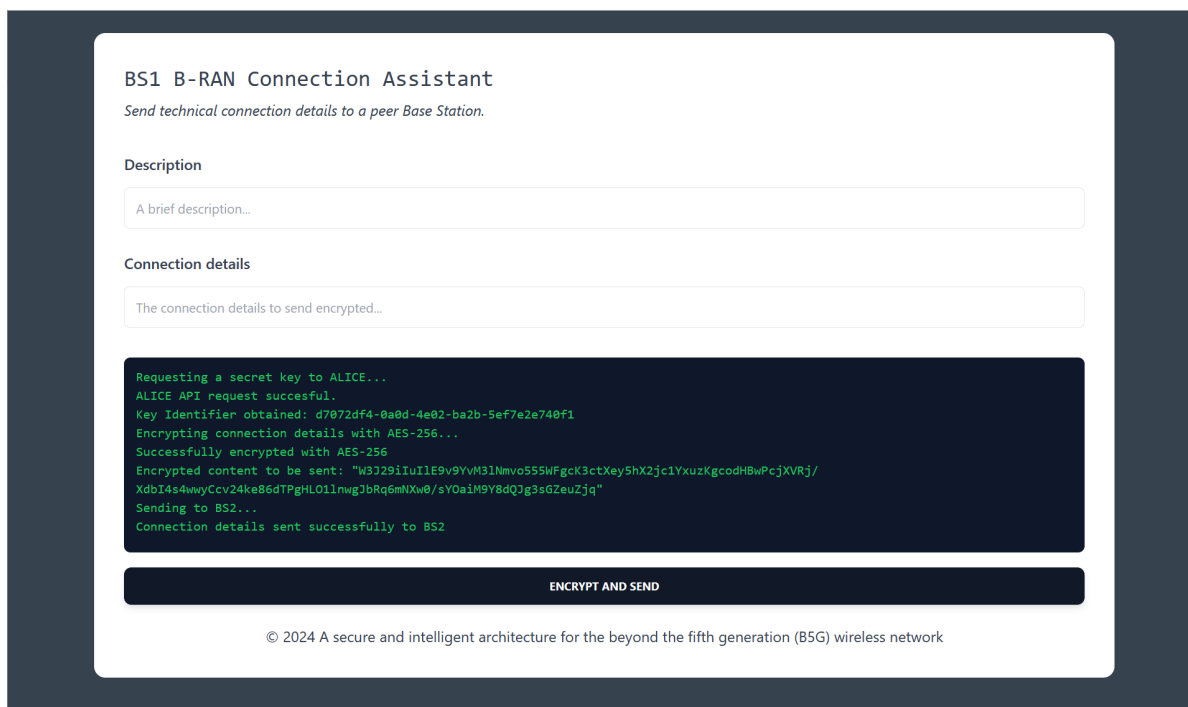 BS1 B-RAN Connection Assistant
Send technical connection details to a peer Base Station.
Description
A brief description...
Connection details
The connection details to send encrypted...
Requesting a secret key to ALICE...
ALICE API request succesful.
Key Identifier obtained: d7072df4-0a0d-4e02-ba2b-5ef7e2e740f1
Encrypting connection details with AES-256...
Successfully encrypted with AES-256
Encrypted content to be sent: "W3J29iIuIlE9v9YvM3lNmvo555WFgcK3ctXey5hX2jc1YxuzKgcodHBwPcjXVRj/
XdbI4s4wwyCcv24ke86dTPgHLO1lnwgJbRq6mNXw0/sYOaiM9Y8dQJg3sGZeuZjq"
Sending to BS2...
Connection details sent successfully to BS2
ENCRYPT AND SEND
© 2024 A secure and intelligent architecture for the beyond the fifth generation (B5G) wireless network